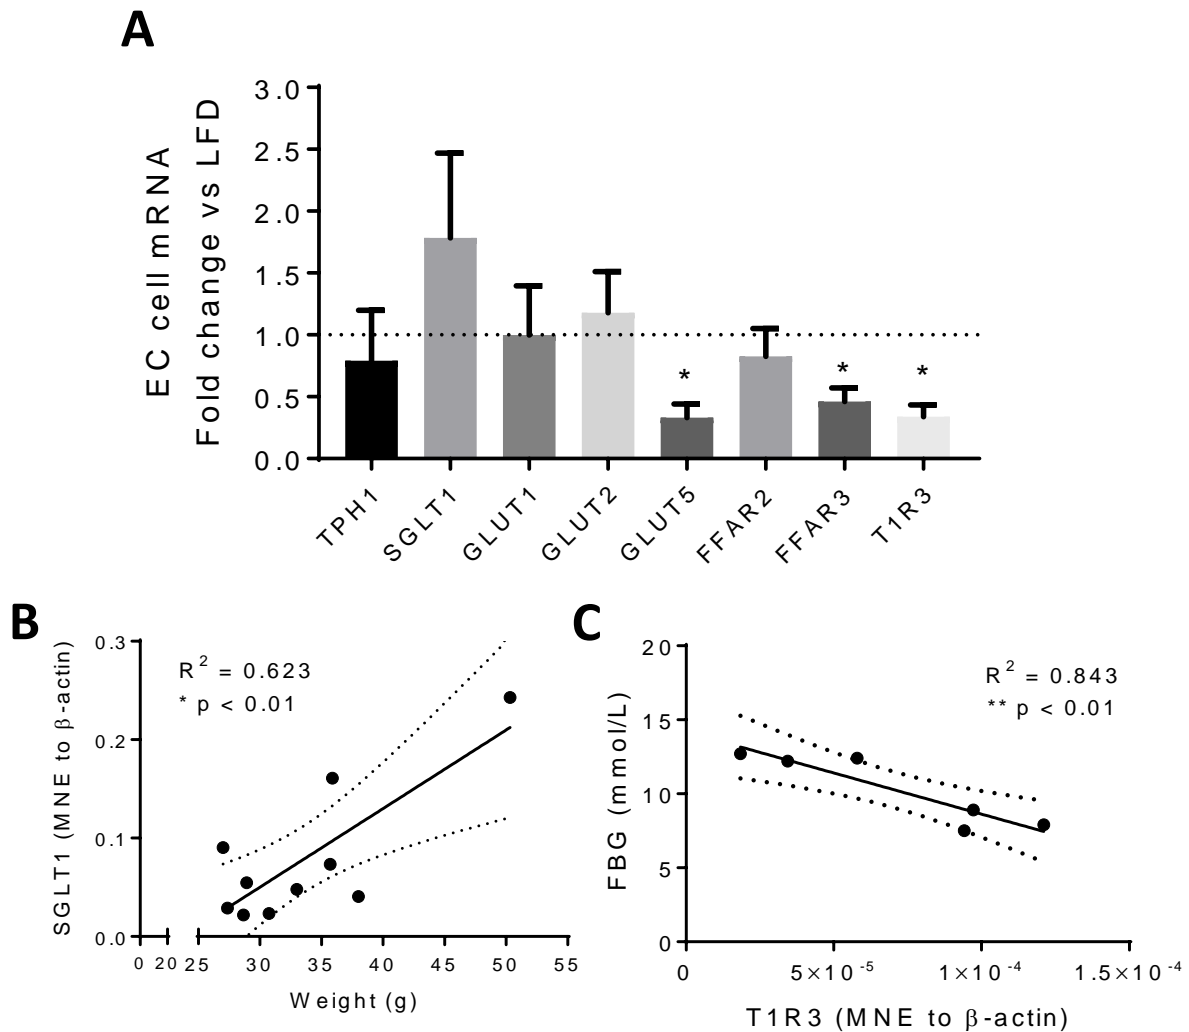 A
EC cell mRNA
Fold change vs LFD
3.0
2.5
2.0
1.5
1.0
0.5
0.0
* * *
TPH1 SGLT1 GLUT1 GLUT2 GLUT5 FFAR2 FFAR3 T1R3
B
SGLT1 (MNE to β-actin)
0.3
0.2
0.1
0.0
R² = 0.623
* p < 0.01
0 20 25 30 35 40 45 50 55
Weight (g)
C
FBG (mmol/L)
20
15
10
5
0
R² = 0.843
** p < 0.01
0 5×10⁻⁵ 1×10⁻⁴ 1.5×10⁻⁴
T1R3 (MNE to β-actin)